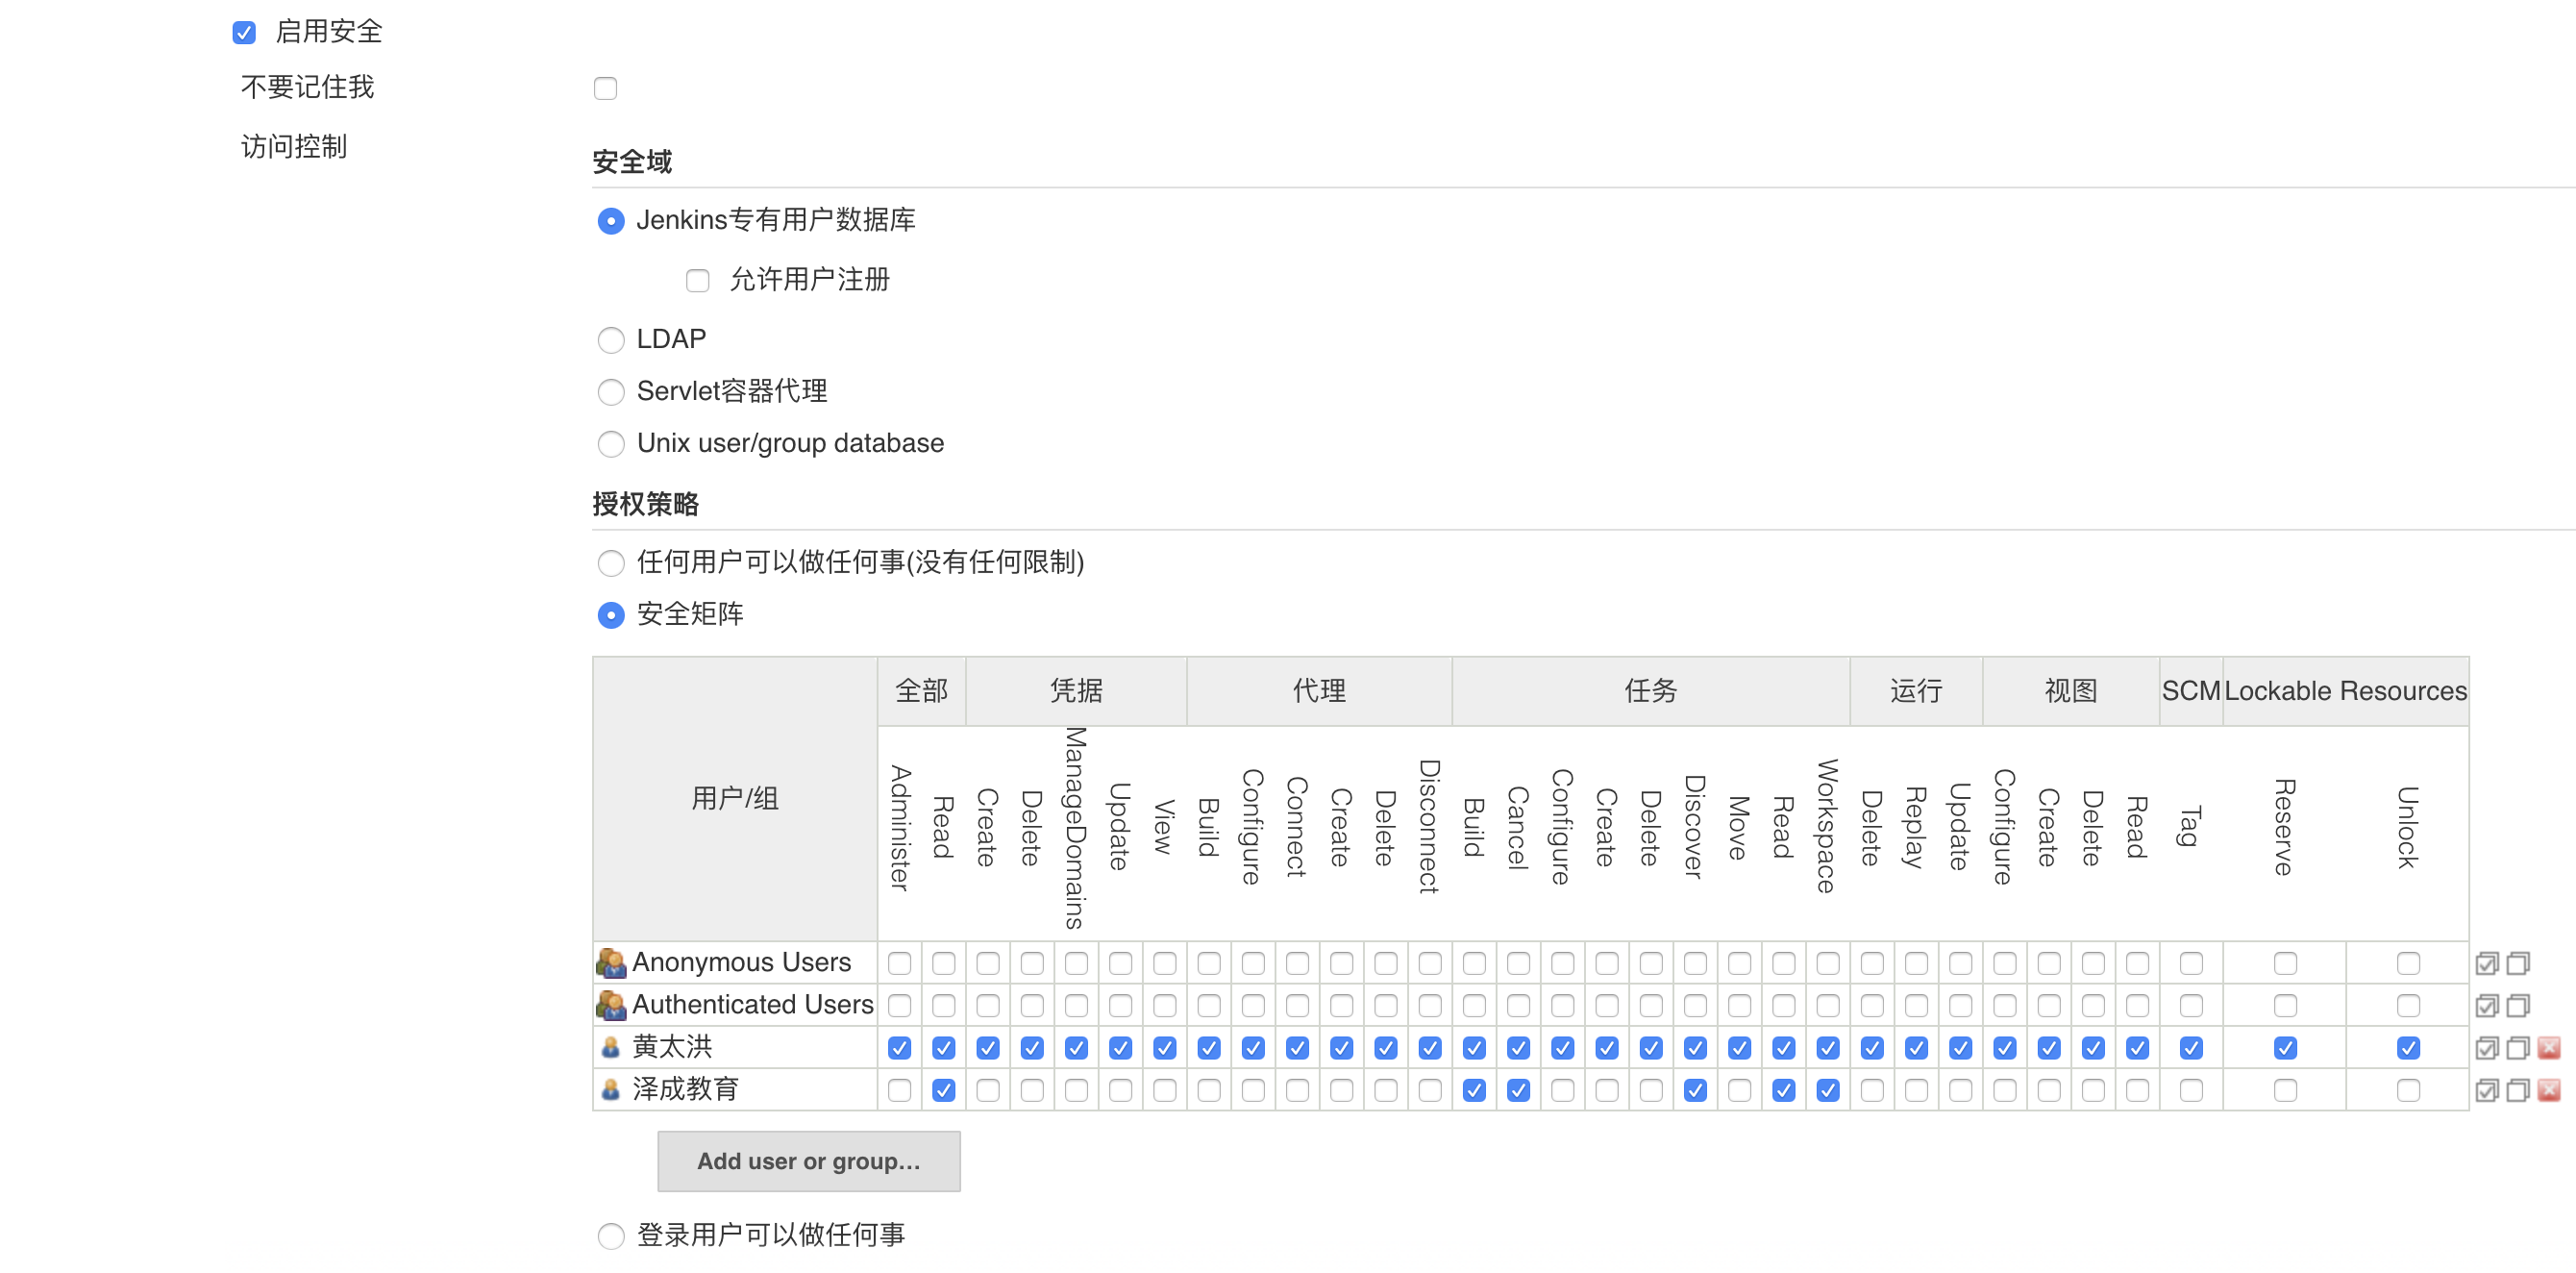 启用安全
不要记住我
访问控制
安全域
Jenkins专有用户数据库
允许用户注册
LDAP
Servlet容器代理
Unix user/group database
授权策略
任何用户可以做任何事(没有任何限制)
安全矩阵
用户/组 全部 凭据 代理 任务 运行 视图 SCM Lockable Resources
Administer Read Create Delete ManageDomains Update View Build Configure Connect Create Delete Disconnect Build Cancel Configure Create Delete Discover Move Read Workspace Delete Replay Update Configure Create Delete Read Tag Reserve Unlock
Anonymous Users
Authenticated Users
黄太洪
泽成教育
Add user or group...
登录用户可以做任何事